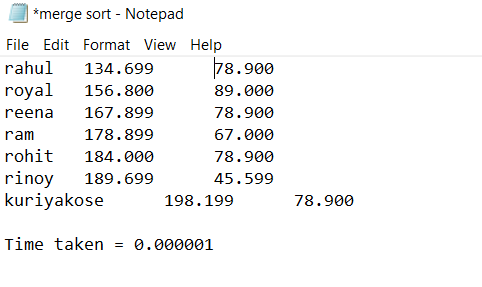 *merge sort - Notepad
File Edit Format View Help
rahul 134.699 78.900
royal 156.800 89.000
reena 167.899 78.900
ram 178.899 67.000
rohit 184.000 78.900
rinoy 189.699 45.599
kuriyakose 198.199 78.900
Time taken = 0.000001